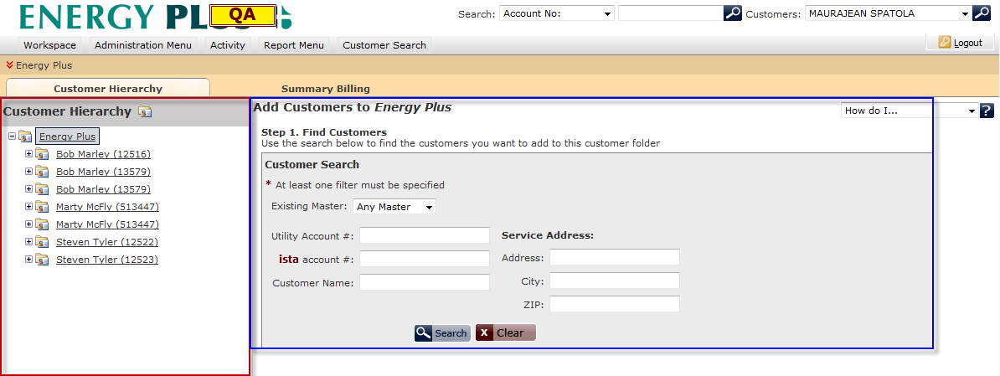 ENERGY PLUS QA
Search: Account No: Customers: MAURAJEAN SPATOLA
Workspace Administration Menu Activity Report Menu Customer Search Logout
Energy Plus
Customer Hierarchy Summary Billing
Customer Hierarchy
Energy Plus
Bob Marley (12516)
Bob Marley (13579)
Bob Marley (13579)
Marty McFly (513447)
Marty McFly (513447)
Steven Tyler (12522)
Steven Tyler (12523)
Add Customers to Energy Plus
How do I... ?
Step 1. Find Customers
Use the search below to find the customers you want to add to this customer folder
Customer Search
* At least one filter must be specified
Existing Master: Any Master
Utility Account #:
ista account #:
Customer Name:
Service Address:
Address:
City:
ZIP:
Search X Clear